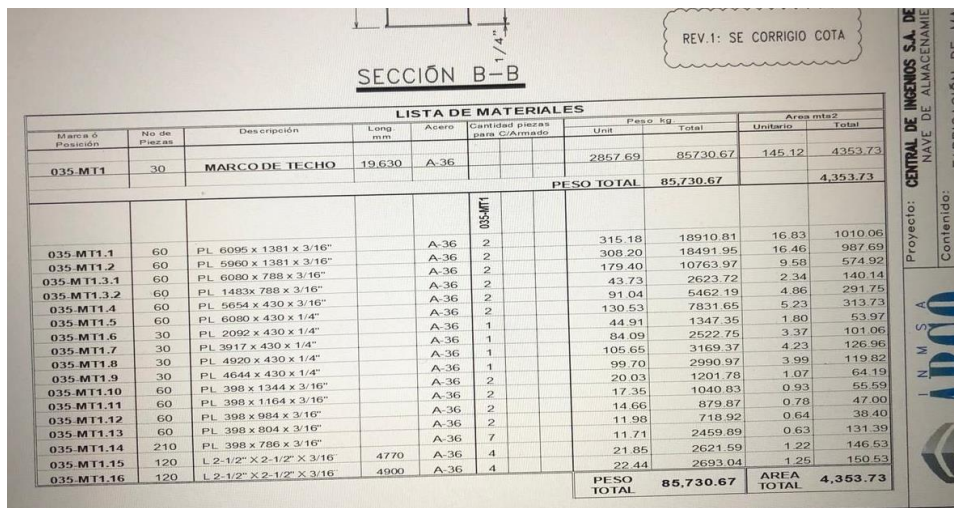 1/4"
SECCIÓN B-B
REV.1: SE CORRIGIO COTA
LISTA DE MATERIALES
Marca ó Posición No de Piezas Descripción Long. mm Acero Cantidad piezas para C/Armado Peso kg. Unit Total Area mts2 Unitario Total
035-MT1 30 MARCO DE TECHO 19,630 A-36 2857.69 85730.67 145.12 4353.73
PESO TOTAL 85,730.67 4,353.73
035-MT1
035-MT1.1 60 PL 6095 x 1381 x 3/16" A-36 2 315.18 18910.81 16.83 1010.06
035-MT1.2 60 PL 5960 x 1381 x 3/16" A-36 2 308.20 18491.95 16.46 987.69
035-MT1.3.1 60 PL 6080 x 788 x 3/16" A-36 2 179.40 10763.97 9.58 574.92
035-MT1.3.2 60 PL 1483x 788 x 3/16" A-36 2 43.73 2623.72 2.34 140.14
035-MT1.4 60 PL 5654 x 430 x 3/16" A-36 2 91.04 5462.19 4.86 291.75
035-MT1.5 60 PL 6080 x 430 x 1/4" A-36 2 130.53 7831.65 5.23 313.73
035-MT1.6 30 PL 2092 x 430 x 1/4" A-36 1 44.91 1347.35 1.80 53.97
035-MT1.7 30 PL 3917 x 430 x 1/4" A-36 1 84.09 2522.75 3.37 101.06
035-MT1.8 30 PL 4920 x 430 x 1/4" A-36 1 105.65 3169.37 4.23 126.96
035-MT1.9 30 PL 4644 x 430 x 1/4" A-36 1 99.70 2990.97 3.99 119.82
035-MT1.10 60 PL 398 x 1344 x 3/16" A-36 2 20.03 1201.78 1.07 64.19
035-MT1.11 60 PL 398 x 1164 x 3/16" A-36 2 17.35 1040.83 0.93 55.59
035-MT1.12 60 PL 398 x 984 x 3/16" A-36 2 14.66 879.87 0.78 47.00
035-MT1.13 60 PL 398 x 804 x 3/16" A-36 2 11.98 718.92 0.64 38.40
035-MT1.14 210 PL 398 x 786 x 3/16" A-36 7 11.71 2459.89 0.63 131.39
035-MT1.15 120 L 2-1/2" X 2-1/2" X 3/16" 4770 A-36 4 21.85 2621.59 1.22 146.53
035-MT1.16 120 L 2-1/2" X 2-1/2" X 3/16" 4900 A-36 4 22.44 2693.04 1.25 150.53
PESO TOTAL 85,730.67 AREA TOTAL 4,353.73
Proyecto: CENTRAL DE INGENIOS S.A. DE
NAVE DE
Contenido:
INMSA